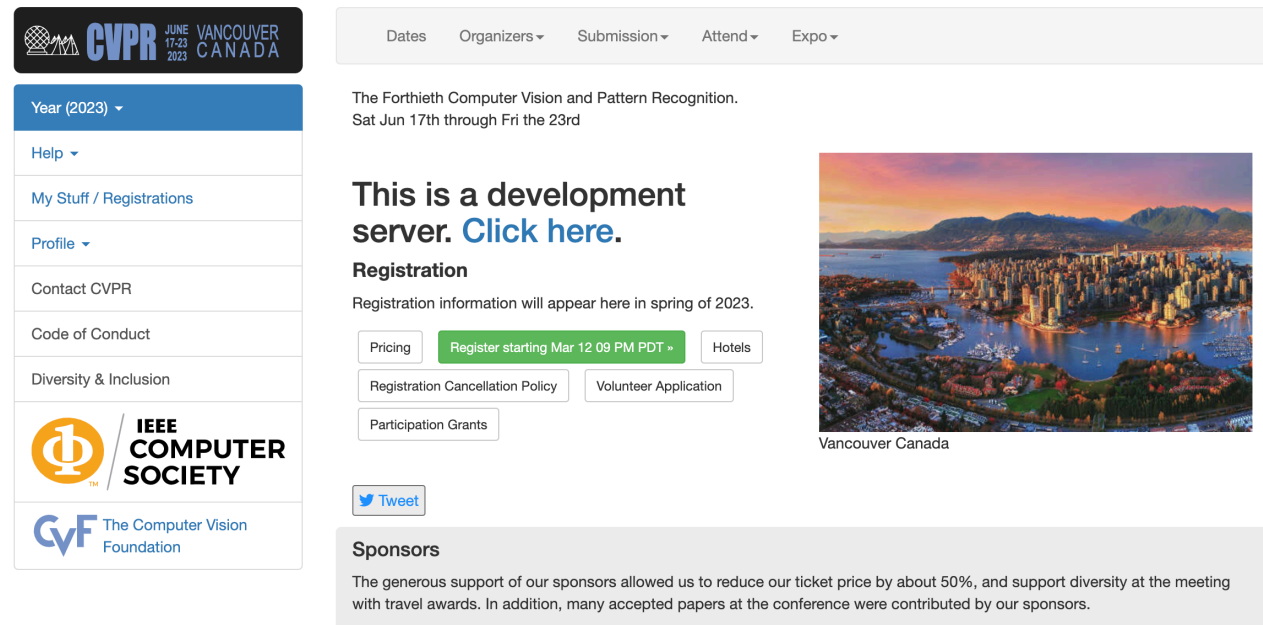 CVPR JUNE 17-23 2023 VANCOUVER CANADA
Dates Organizers Submission Attend Expo
Year (2023)
Help
My Stuff / Registrations
Profile
Contact CVPR
Code of Conduct
Diversity & Inclusion
IEEE
COMPUTER
SOCIETY
TM
CVF The Computer Vision
Foundation
The Forthieth Computer Vision and Pattern Recognition.
Sat Jun 17th through Fri the 23rd
This is a development
server. Click here.
Registration
Registration information will appear here in spring of 2023.
Pricing Register starting Mar 12 09 PM PDT » Hotels
Registration Cancellation Policy Volunteer Application
Participation Grants
Vancouver Canada
Tweet
Sponsors
The generous support of our sponsors allowed us to reduce our ticket price by about 50%, and support diversity at the meeting
with travel awards. In addition, many accepted papers at the conference were contributed by our sponsors.